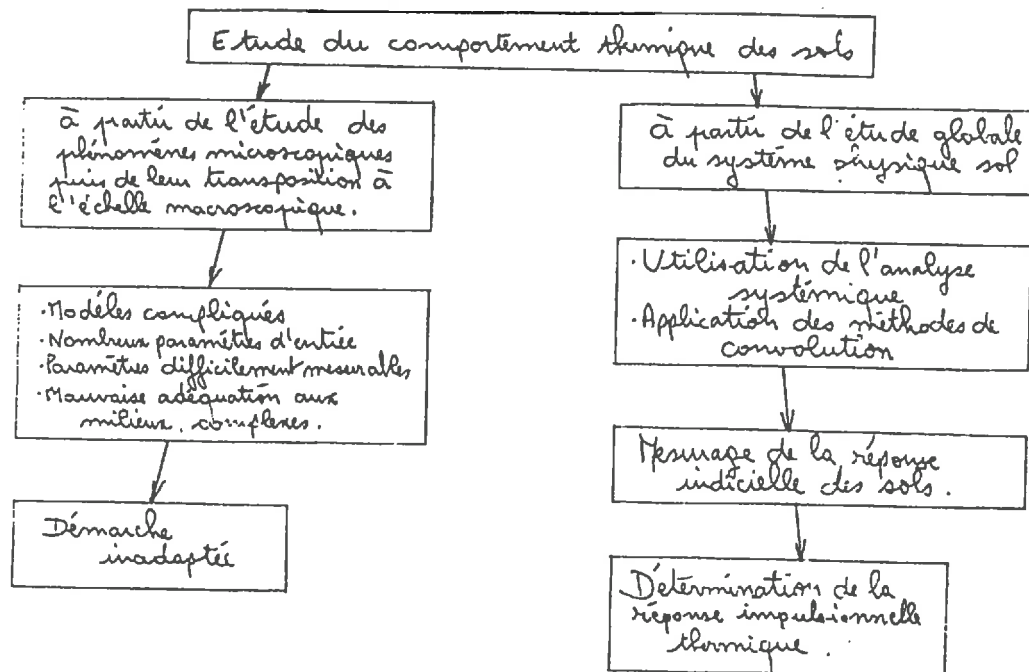 Etude du comportement thermique des sols
à partir de l'étude des
phénomènes microscopiques
puis de leur transposition à
l'échelle macroscopique.
·Modèles compliqués
·Nombreux paramètres d'entrée
·Paramètres difficilement mesurables
·Mauvaise adéquation aux
milieux complexes.
Démarche
inadaptée
à partir de l'étude globale
du système physique sol
·Utilisation de l'analyse
systémique
·Application des méthodes de
convolution
Mesurage de la réponse
indicielle des sols.
Détermination de la
réponse impulsionnelle
thermique.